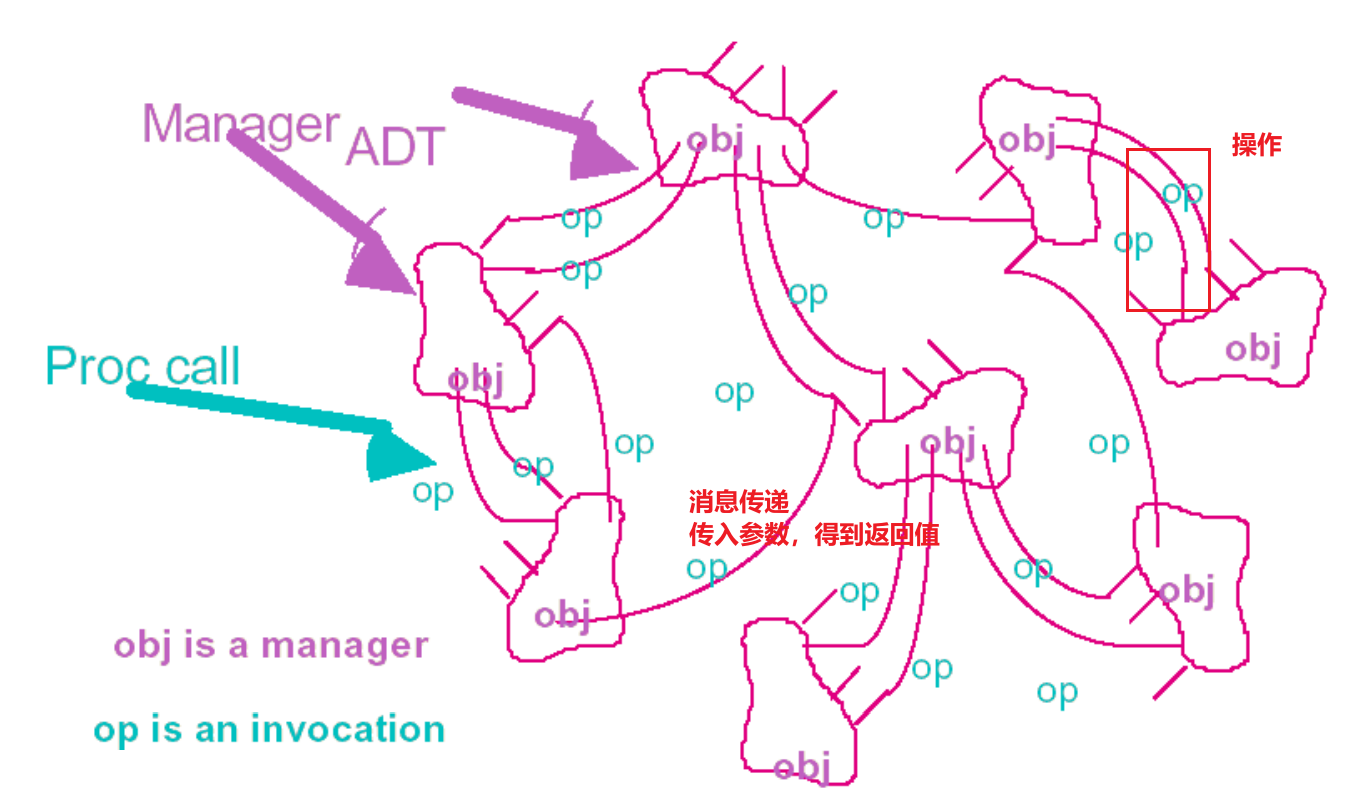 Manager
ADT
obj
obj
操作
op
op
op
op
op
op
obj
Proc call
obj
op
op
obj
op
op
op
op
消息传递
传入参数，得到返回值
op
op
op
obj
obj
obj is a manager
op
op
op is an invocation
obj